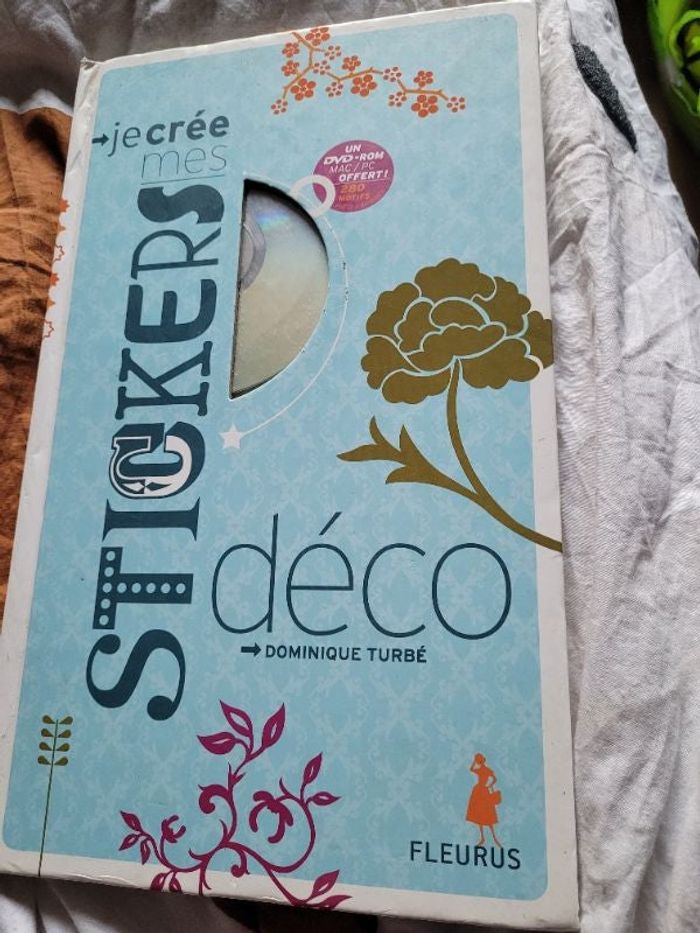 je crée
mes
STICKERS
déco
DOMINIQUE TURBÉ
UN
DVD-ROM
MAC / PC
OFFERT !
280
MOTIFS
FLEURUS